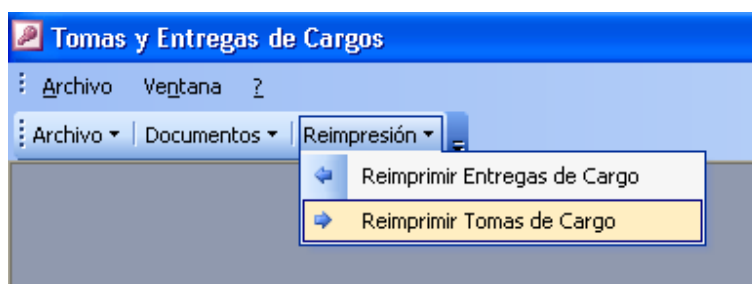 Tomas y Entregas de Cargos
Archivo Ventana ?
Archivo Documentos Reimpresión
Reimprimir Entregas de Cargo
Reimprimir Tomas de Cargo